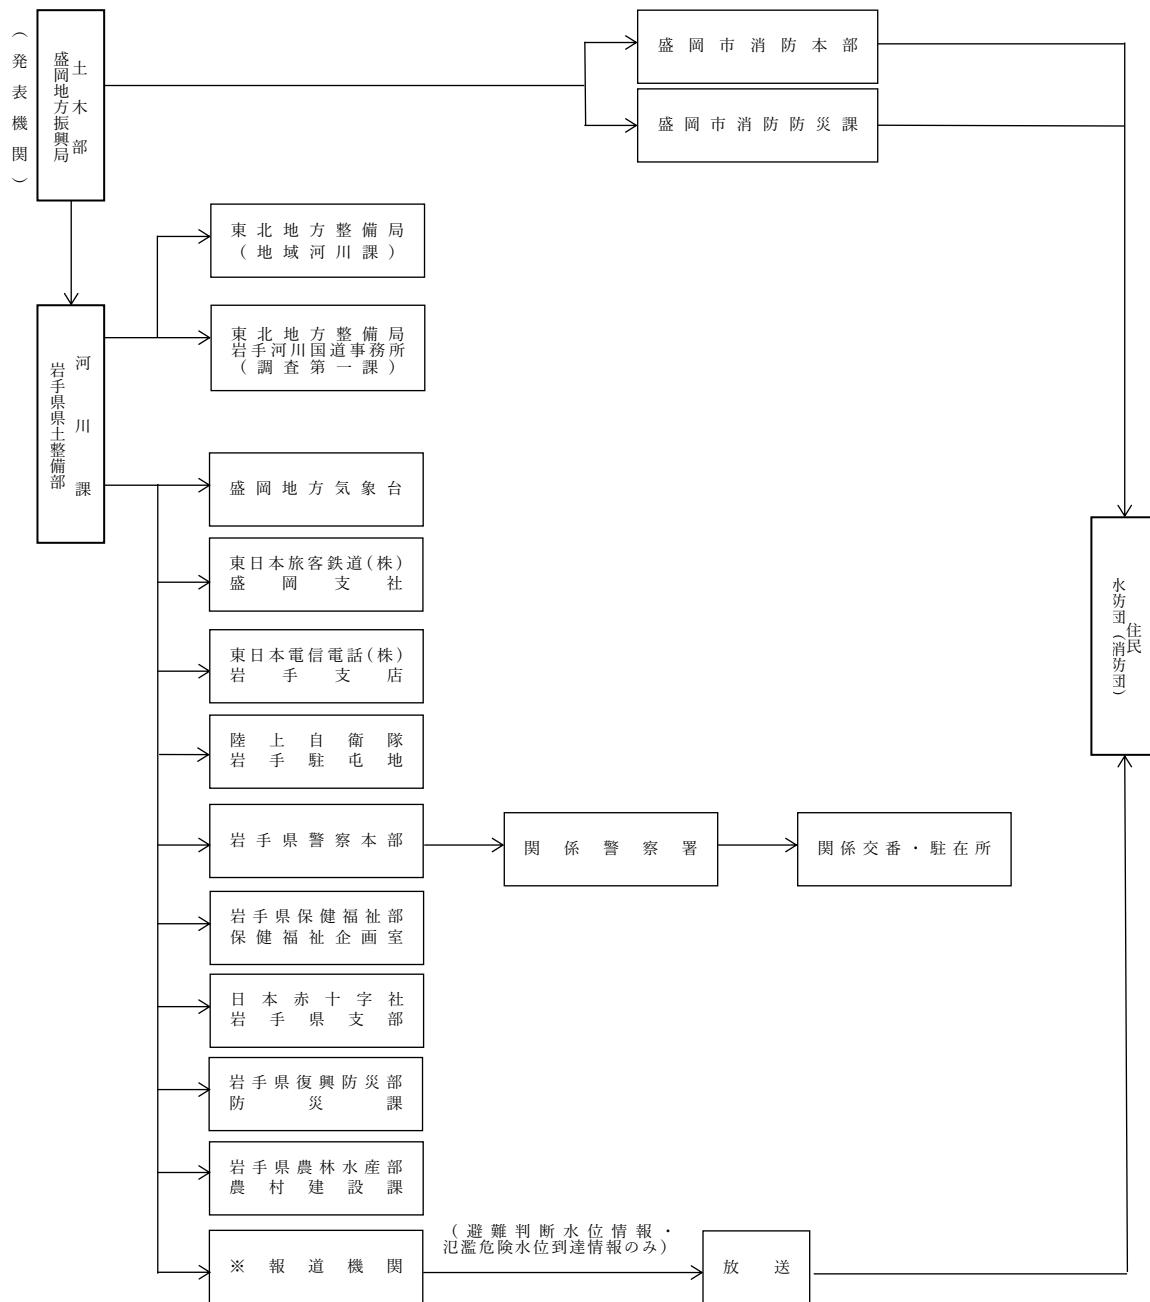 （発表機関）
盛岡地方振興局
土木部
盛岡市消防本部
盛岡市消防防災課
東北地方整備局
（地域河川課）
東北地方整備局
岩手河川国道事務所
（調査第一課）
岩手県県土整備部
河川課
盛岡地方気象台
東日本旅客鉄道(株)
盛岡支社
東日本電信電話(株)
岩手支店
陸上自衛隊
岩手駐屯地
岩手県警察本部
関係警察署
関係交番・駐在所
岩手県保健福祉部
保健福祉企画室
日本赤十字社
岩手県支部
岩手県復興防災部
防災課
岩手県農林水産部
農村建設課
※報道機関
（避難判断水位情報・
氾濫危険水位到達情報のみ）
放送
水防団（消防団）
住民